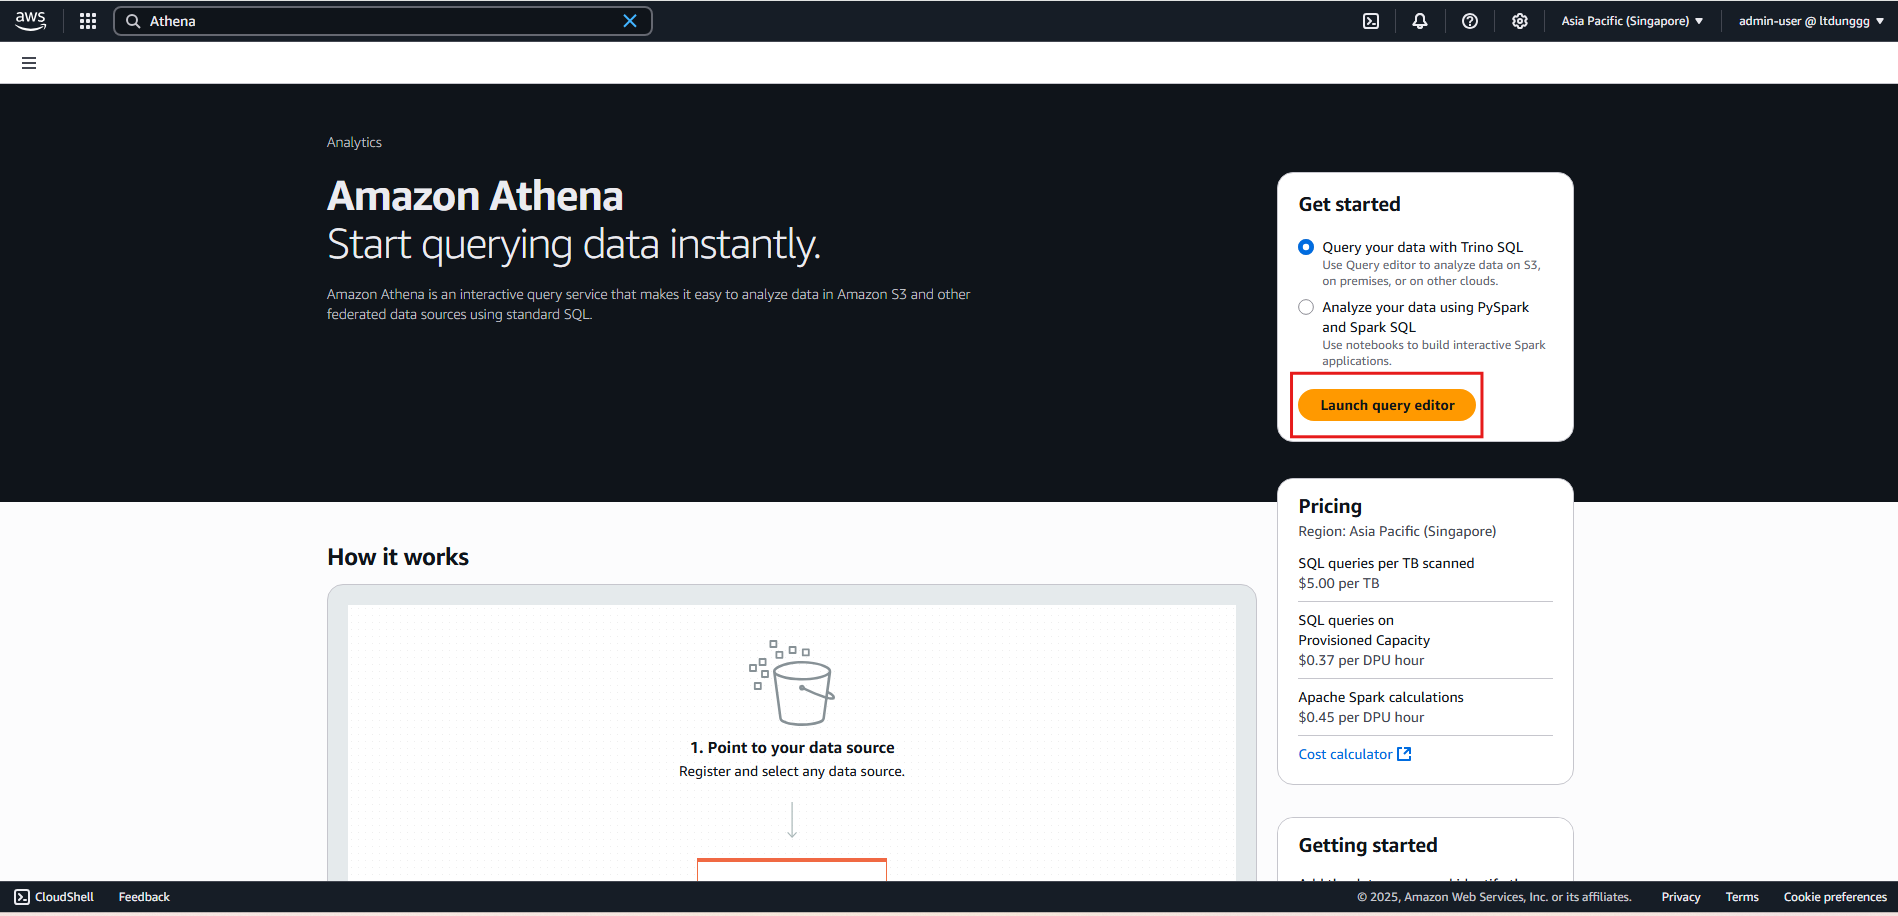 aws
Athena
Asia Pacific (Singapore)
admin-user @ ltdunggg
Analytics
Amazon Athena
Start querying data instantly.
Amazon Athena is an interactive query service that makes it easy to analyze data in Amazon S3 and other
federated data sources using standard SQL.
Get started
Query your data with Trino SQL
Use Query editor to analyze data on S3,
on premises, or on other clouds.
Analyze your data using PySpark
and Spark SQL
Use notebooks to build interactive Spark
applications.
Launch query editor
How it works
1. Point to your data source
Register and select any data source.
Pricing
Region: Asia Pacific (Singapore)
SQL queries per TB scanned
$5.00 per TB
SQL queries on
Provisioned Capacity
$0.37 per DPU hour
Apache Spark calculations
$0.45 per DPU hour
Cost calculator
Getting started
CloudShell
Feedback
© 2025, Amazon Web Services, Inc. or its affiliates.
Privacy
Terms
Cookie preferences